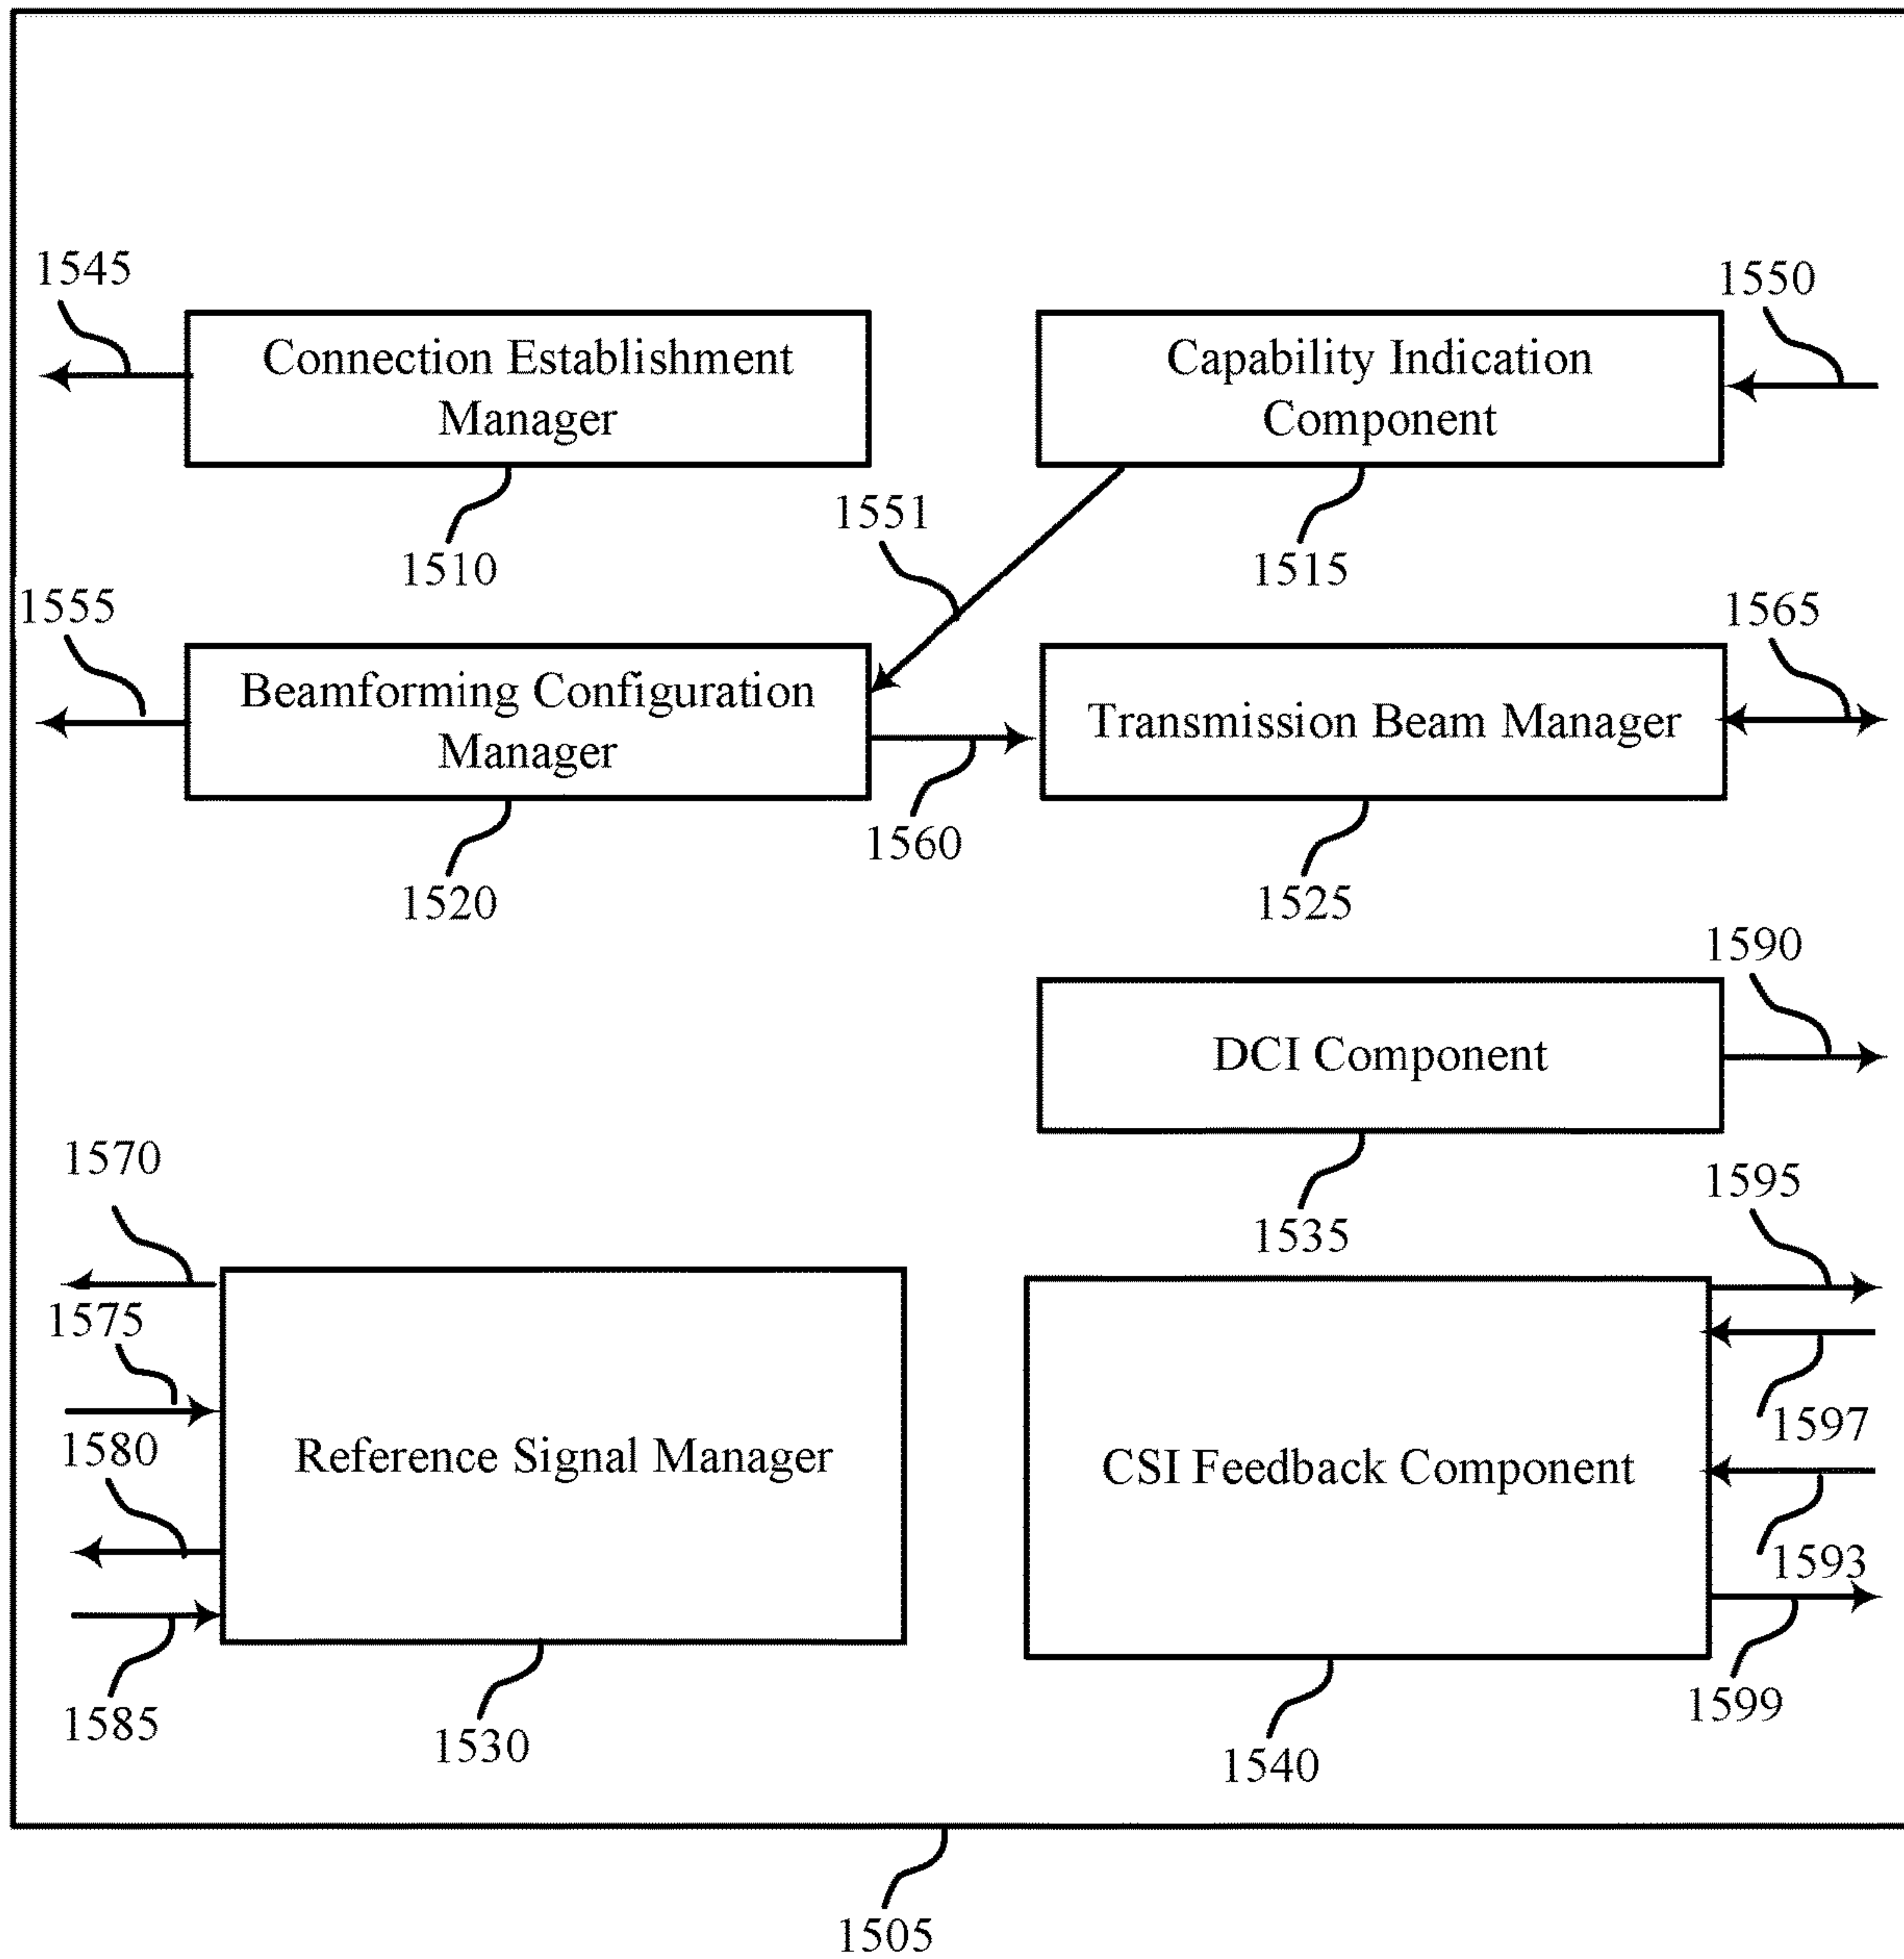 1545
1550
Connection Establishment
Manager
Capability Indication
Component
1551
1510
1515
1555
1565
Beamforming Configuration
Manager
Transmission Beam Manager
1560
1520
1525
1590
DCI Component
1570
1595
1535
1575
1597
1580
Reference Signal Manager
CSI Feedback Component
1593
1585
1530
1540
1599
1505